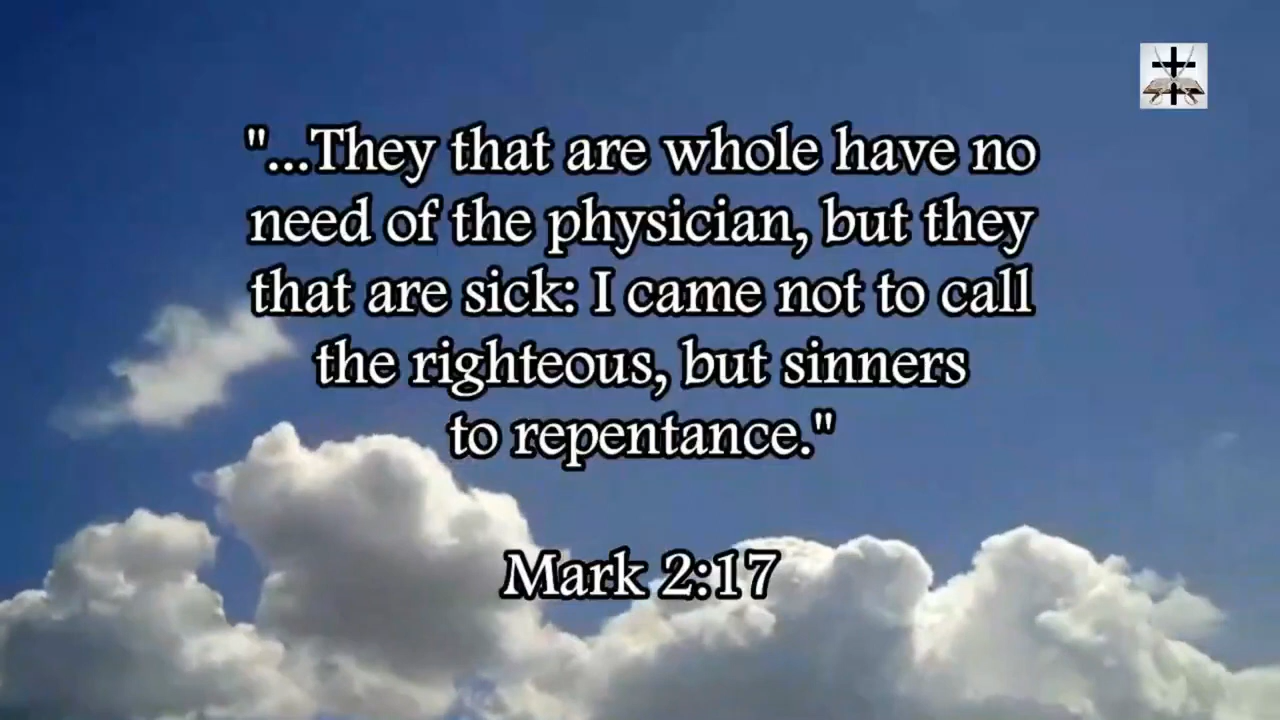 "...They that are whole have no
need of the physician, but they
that are sick: I came not to call
the righteous, but sinners
to repentance."
Mark 2:17